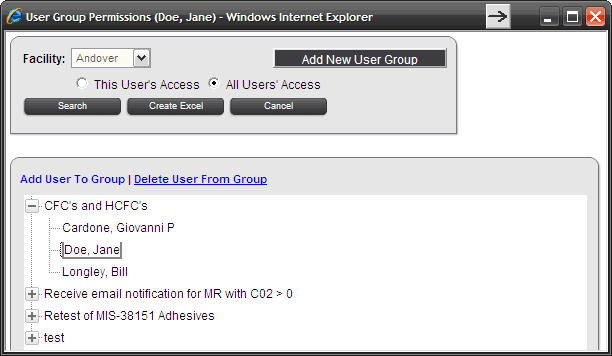 User Group Permissions (Doe, Jane) - Windows Internet Explorer
Facility: Andover Add New User Group
This User's Access All Users' Access
Search Create Excel Cancel
Add User To Group | Delete User From Group
CFC's and HCFC's
Cardone, Giovanni P
Doe, Jane
Longley, Bill
Receive email notification for MR with C02 > 0
Retest of MIS-38151 Adhesives
test